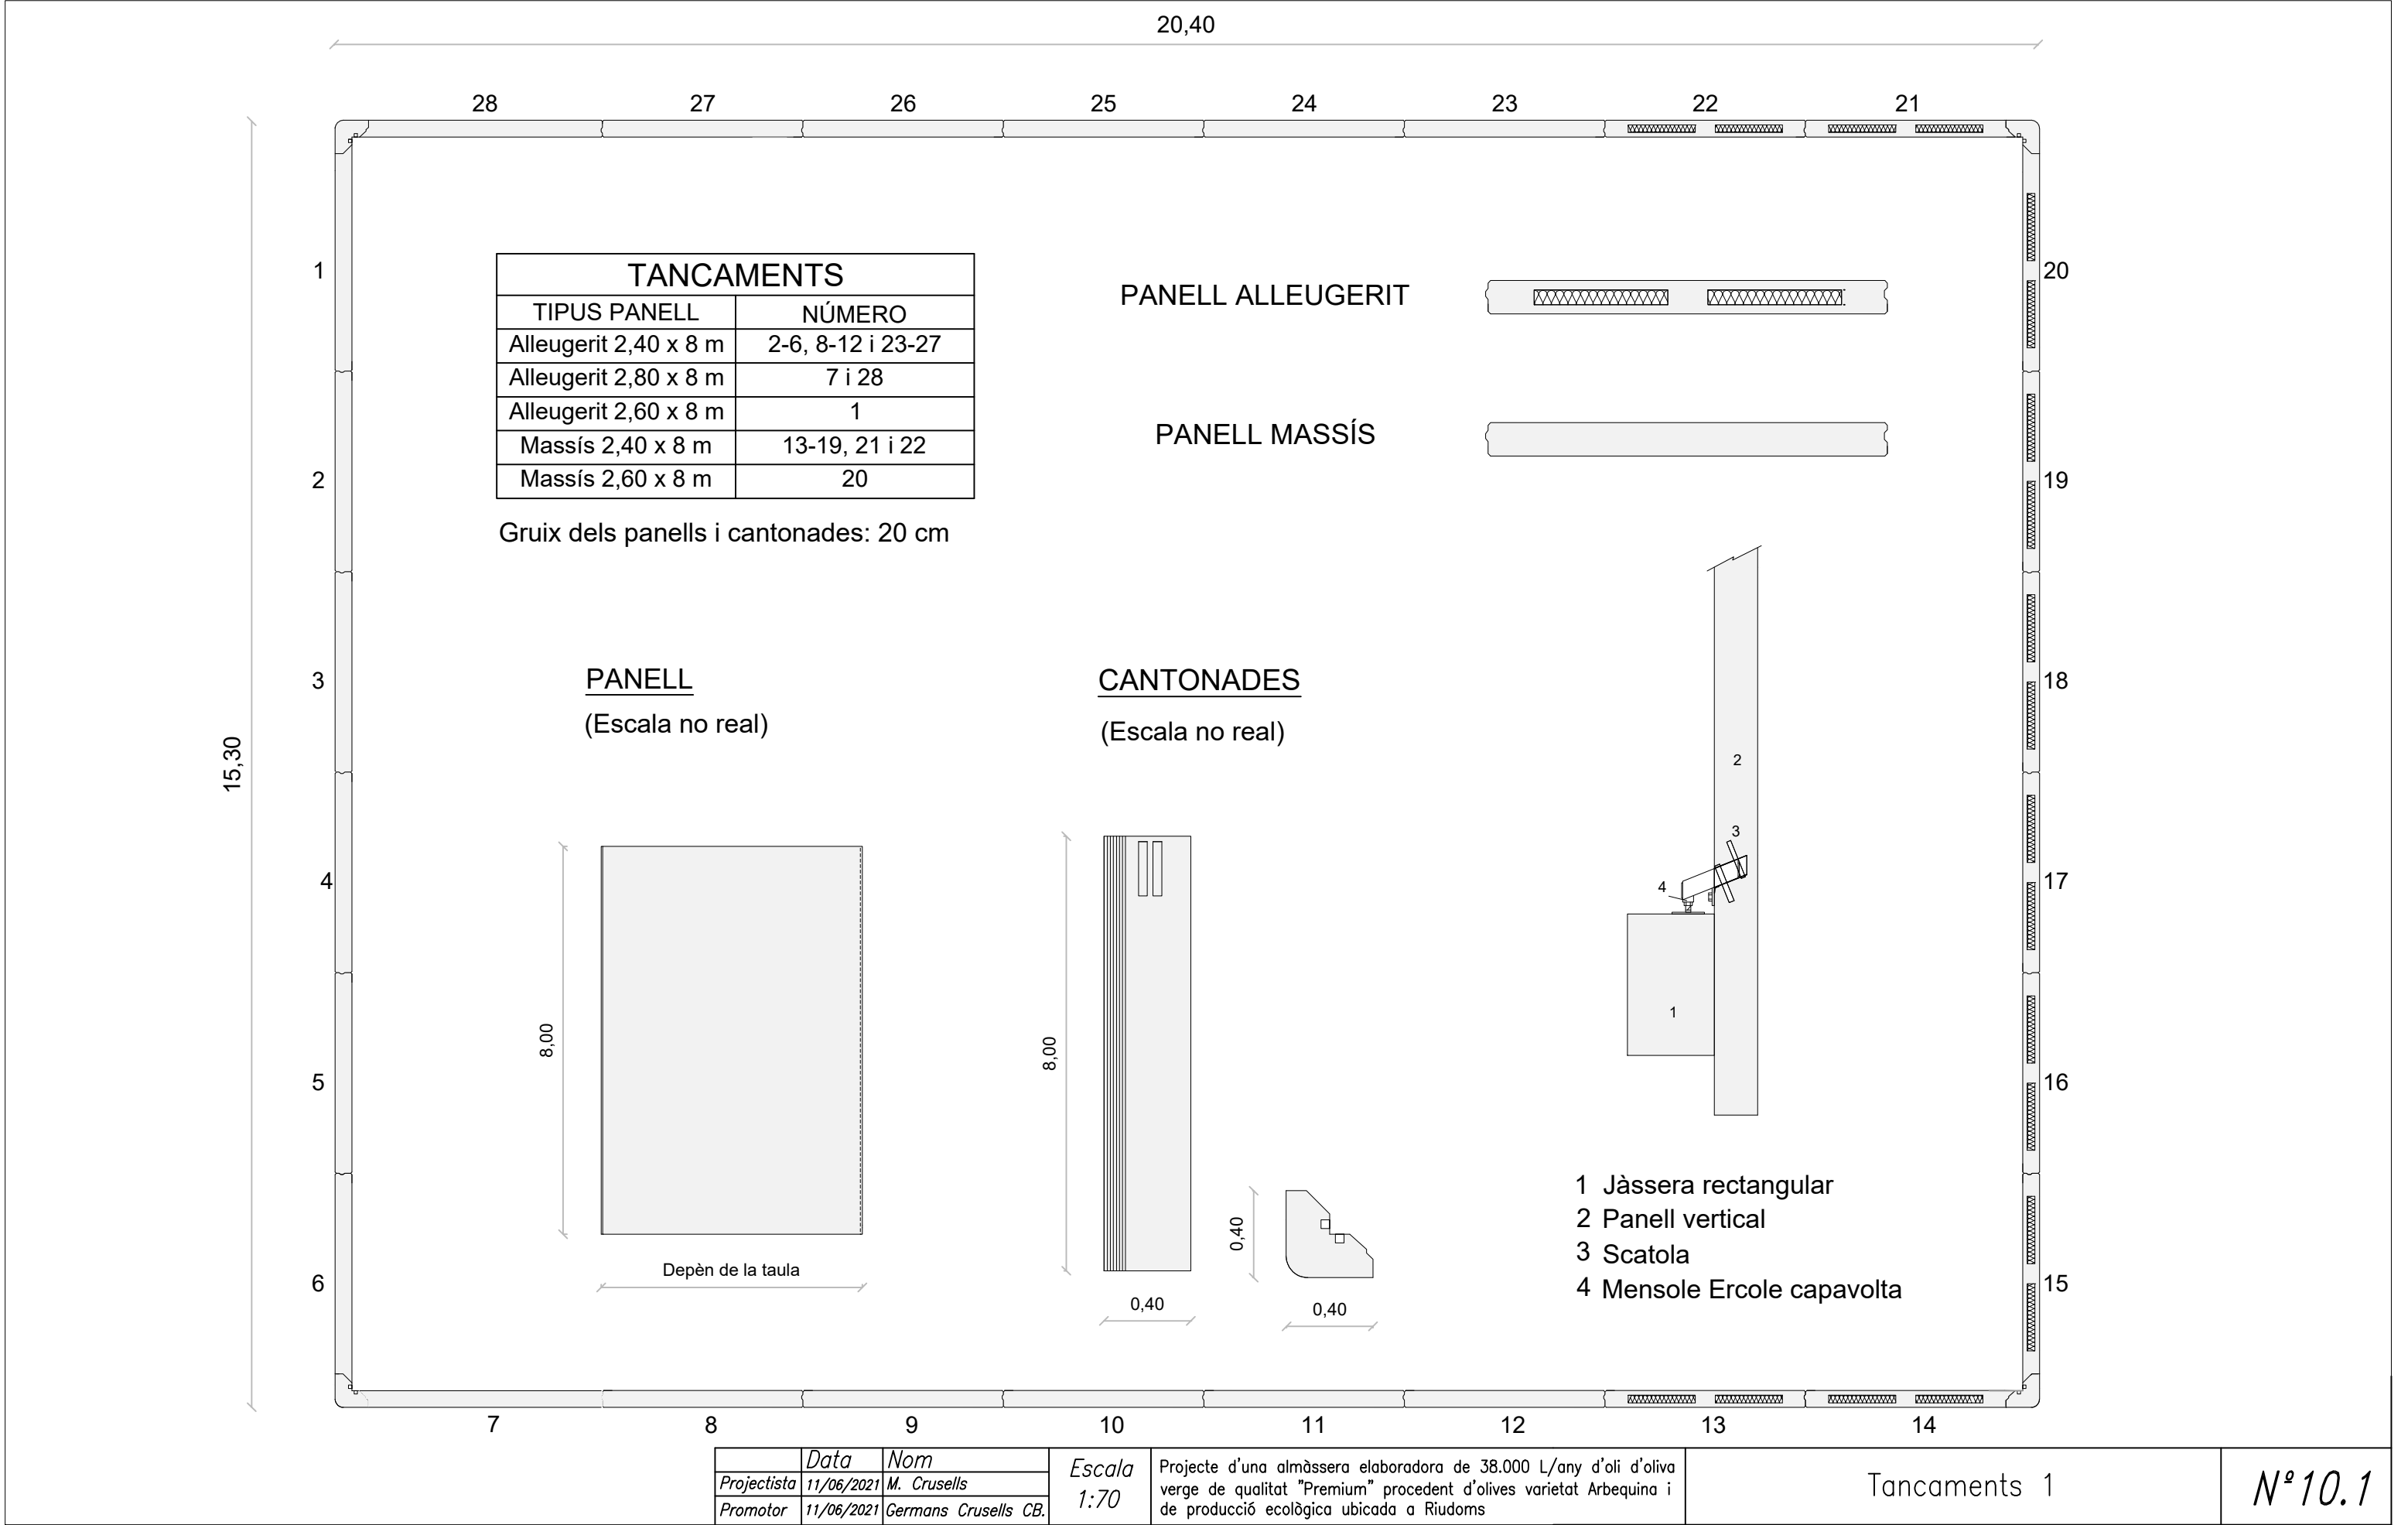 20,40
28 27 26 25 24 23 22 21
15,30
1
2
3
4
5
6
20
19
18
17
16
15
TANCAMENTS
TIPUS PANELL NÚMERO
Alleugerit 2,40 x 8 m 2-6, 8-12 i 23-27
Alleugerit 2,80 x 8 m 7 i 28
Alleugerit 2,60 x 8 m 1
Massís 2,40 x 8 m 13-19, 21 i 22
Massís 2,60 x 8 m 20
Gruix dels panells i cantonades: 20 cm
PANELL ALLEUGERIT
PANELL MASSÍS
PANELL
(Escala no real)
8,00
Depèn de la taula
CANTONADES
(Escala no real)
8,00
0,40
0,40
0,40
2
3
4
1
1 Jàssera rectangular
2 Panell vertical
3 Scatola
4 Mensole Ercole capavolta
7 8 9 10 11 12 13 14
Data Nom
Projectista 11/06/2021 M. Crusells
Promotor 11/06/2021 Germans Crusells CB.
Escala
1:70
Projecte d'una almàssera elaboradora de 38.000 L/any d'oli d'oliva
verge de qualitat "Premium" procedent d'olives varietat Arbequina i
de producció ecològica ubicada a Riudoms
Tancaments 1
Nº10.1